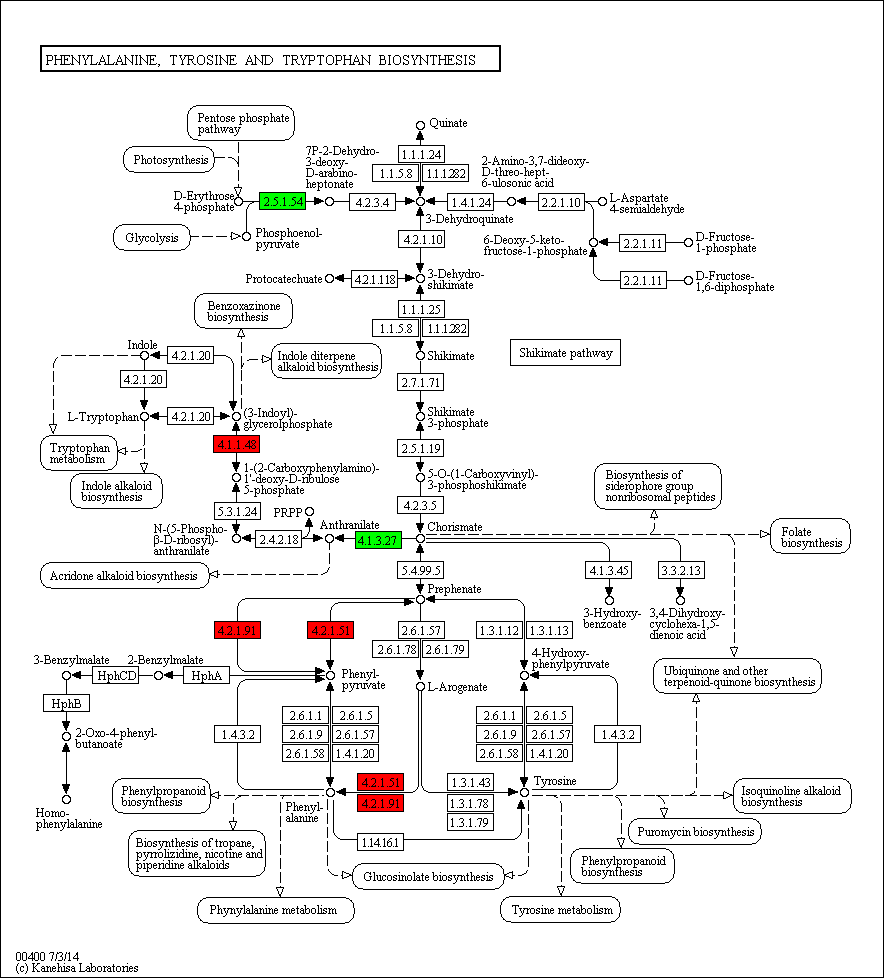 PHENYLALANINE, TYROSINE AND TRYPTOPHAN BIOSYNTHESIS
Pentose phosphate
pathway
Photosynthesis
Glycolysis
D-Erythrose
4-phosphate
2.5.1.54
Phosphoenol-
pyruvate
7P-2-Dehydro-
3-deoxy-
D-arabino-
heptonate
4.2.3.4
Quinate
1.1.1.24
1.1.5.8
1.1.1.282
3-Dehydroquinate
2-Amino-3,7-dideoxy-
D-threo-hept-
6-ulosonic acid
1.4.1.24
2.2.1.10
L-Aspartate
4-semialdehyde
6-Deoxy-5-keto-
fructose-1-phosphate
2.2.1.11
D-Fructose-
1-phosphate
2.2.1.11
D-Fructose-
1,6-diphosphate
4.2.1.10
Protocatechuate
4.2.1.118
3-Dehydro-
shikimate
1.1.1.25
1.1.5.8
1.1.1.282
Shikimate
Shikimate pathway
2.7.1.71
Shikimate
3-phosphate
2.5.1.19
5-O-(1-Carboxyvinyl)-
3-phosphoshikimate
4.2.3.5
Chorismate
Benzoxazinone
biosynthesis
Indole diterpene
alkaloid biosynthesis
Indole
4.2.1.20
4.2.1.20
L-Tryptophan
4.2.1.20
(3-Indoyl)-
glycerolphosphate
Tryptophan
metabolism
Indole alkaloid
biosynthesis
4.1.1.48
1-(2-Carboxyphenylamino)-
1'-deoxy-D-ribulose
5-phosphate
5.3.1.24
PRPP
N-(5-Phospho-
β-D-ribosyl)-
anthranilate
2.4.2.18
Anthranilate
4.1.3.27
Acridone alkaloid biosynthesis
Biosynthesis of
siderophore group
nonribosomal peptides
Folate
biosynthesis
5.4.99.5
4.1.3.45
3.3.2.13
Prephenate
3-Hydroxy-
benzoate
3,4-Dihydroxy-
cyclohexa-1,5-
dienoic acid
4.2.1.91
4.2.1.51
2.6.1.57
2.6.1.78
2.6.1.79
1.3.1.12
1.3.1.13
3-Benzylmalate
HphCD
2-Benzylmalate
HphA
Phenyl-
pyruvate
L-Arogenate
4-Hydroxy-
phenylpyruvate
Ubiquinone and other
terpenoid-quinone biosynthesis
HphB
2-Oxo-4-phenyl-
butanoate
1.4.3.2
2.6.1.1
2.6.1.5
2.6.1.9
2.6.1.57
2.6.1.58
1.4.1.20
2.6.1.1
2.6.1.5
2.6.1.9
2.6.1.57
2.6.1.58
1.4.1.20
1.4.3.2
Homo-
phenylalanine
Phenylpropanoid
biosynthesis
Phenyl-
alanine
4.2.1.51
4.2.1.91
1.3.1.43
1.3.1.78
1.3.1.79
Tyrosine
Isoquinoline alkaloid
biosynthesis
Puromycin biosynthesis
Biosynthesis of tropane,
pyrrolizidine, nicotine and
piperidine alkaloids
1.14.16.1
Phenylpropanoid
biosynthesis
Glucosinolate biosynthesis
Phynylalanine metabolism
Tyrosine metabolism
00400 7/3/14
(c) Kanehisa Laboratories